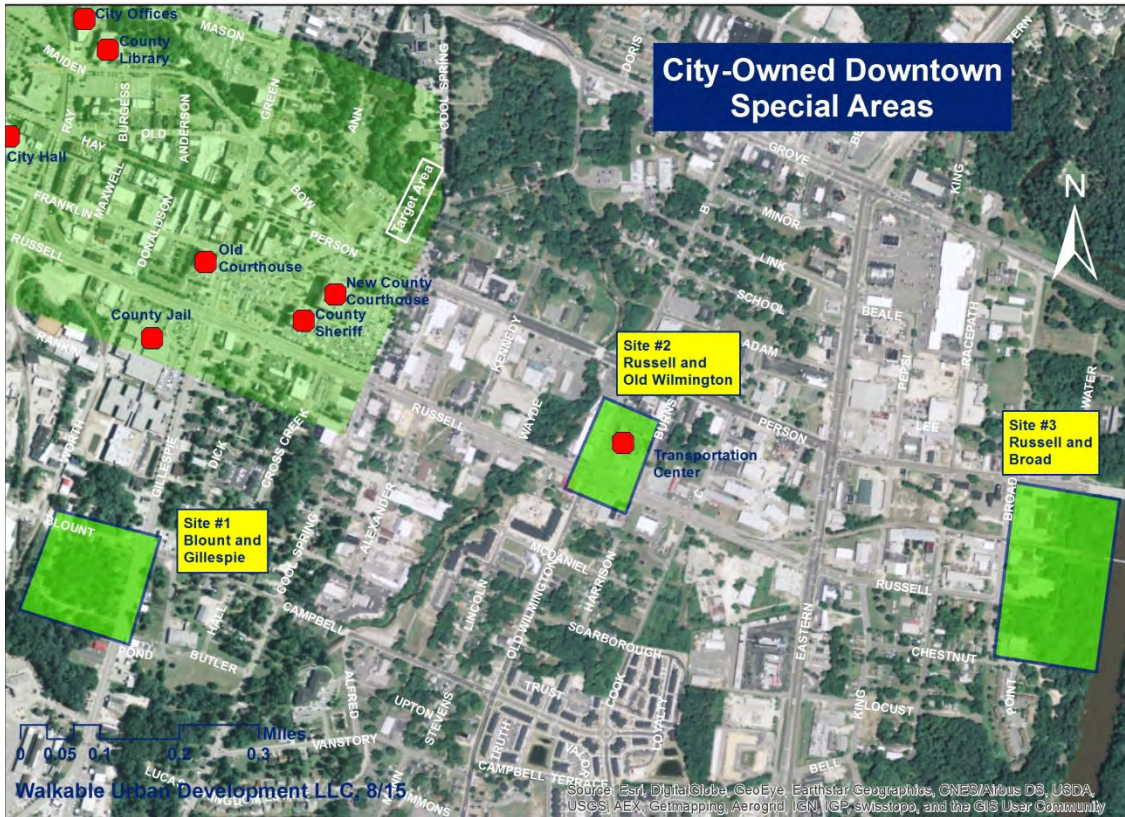 City-Owned Downtown
Special Areas
City Offices
County
Library
City Hall
Old
Courthouse
New County
Courthouse
County
Sheriff
County Jail
Target Area
Site #1
Blount and
Gillespie
Site #2
Russell and
Old Wilmington
Transportation
Center
Site #3
Russell and
Broad
N
MASON
MAIDEN
RAY
HAY
BURGESS
OLD
ANDERSON
GREEN
ANN
COOL SPRING
BOW
PERSON
FRANKLIN
MAXWELL
DONALDSON
RUSSELL
RANKIN
NORTH
GILLESPIE
DICK
CROSS CREEK
BLOUNT
HALL
POND
BUTLER
COOL SPRING
CAMPBELL
ALEXANDER
ALFRED
UPTON
STEVENS
VANSTORY
MANN
LUCAS
DORIS
GROVE
B
MINOR
LINK
SCHOOL
ADAM
KING
BEALE
PEPSI
RACEPATH
LEE
WATER
KENNEDY
WAYDE
RUSSELL
BURNS
PERSON
C
MCDANIEL
OLD WILMINGTON
HARRISON
LINCOLN
SCARBOROUGH
TRUST
COOK
LOYALTY
TRUTH
VALOR
CAMPBELL TERRACE
EASTERN
RUSSELL
BROAD
CHESTNUT
KING
LOCUST
POINT
BELL
Miles
0 0.05 0.1 0.2 0.3
Walkable Urban Development LLC, 8/15
Source: Esri, DigitalGlobe, GeoEye, Earthstar Geographics, CNES/Airbus DS, USDA,
USGS, AEX, Getmapping, Aerogrid, IGN, IGP, swisstopo, and the GIS User Community